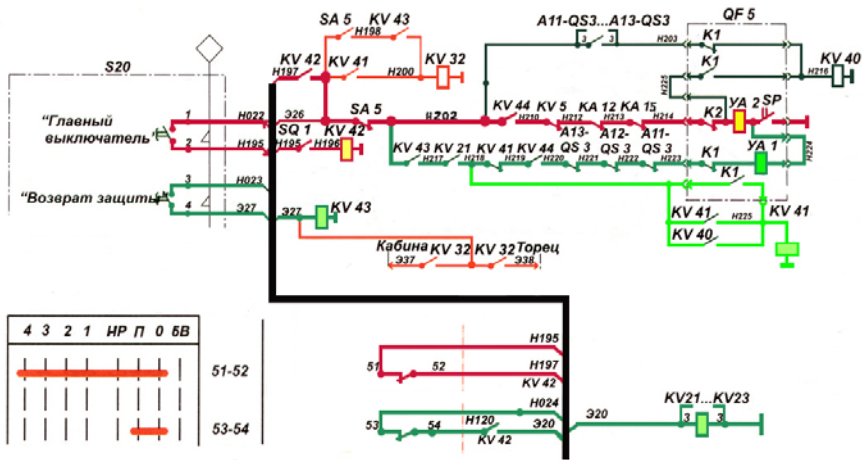 QF 5
A11-QS3...A13-QS3
SA 5 KV 43
H198
3 3
H203
K1
KV 42
H197
KV 41
H200
KV 32
K1
H225
H216
KV 40
S20
"Главный
выключатель"
1
H022
Э26
SA 5
H202
KV 44
H210
KV 5
H212
KA 12
H213
KA 15
H214
K2
УА 2
SP
2
H195
SQ 1
H195
H196
KV 42
A13-
QS 3
A12-
QS 3
A11-
QS 3
УА 1
H224
KV 43
H217
KV 21
H218
KV 41
H219
KV 44
H220
H221
H222
H223
K1
"Возврат защиты"
3
H023
4
Э27
Э27
KV 43
K1
KV 41
H225
KV 41
KV 40
Кабина KV 32 KV 32 Торец
Э37 Э38
4 3 2 1 НР П 0 БВ
51-52
53-54
H195
51 52
H197
KV 42
H024
53 54
H120
KV 42
Э20
Э20
KV21...KV23
3 3